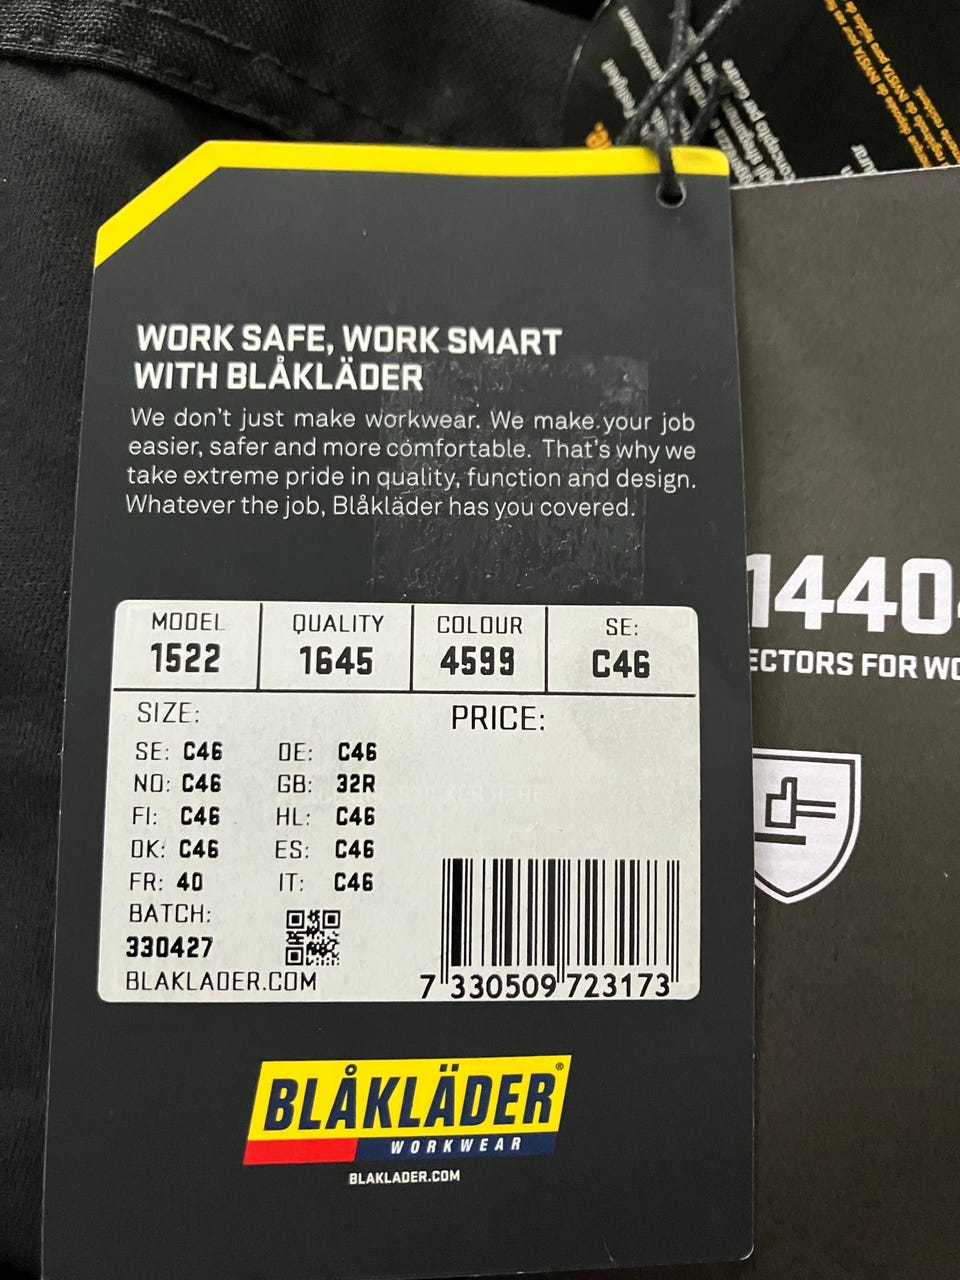 WORK SAFE, WORK SMART
WITH BLÅKLÄDER
We don't just make workwear. We make your job
easier, safer and more comfortable. That's why we
take extreme pride in quality, function and design.
Whatever the job, Blåkläder has you covered.
MODEL QUALITY COLOUR SE:
1522 1645 4599 C46
SIZE: PRICE:
SE: C46 DE: C46
NO: C46 GB: 32R
FI: C46 HL: C46
DK: C46 ES: C46
FR: 40 IT: C46
BATCH:
330427
BLAKLADER.COM
7 330509 723173
BLÅKLÄDER®
WORKWEAR
BLAKLADER.COM
1440
ECTORS FOR WO
concepito per durare